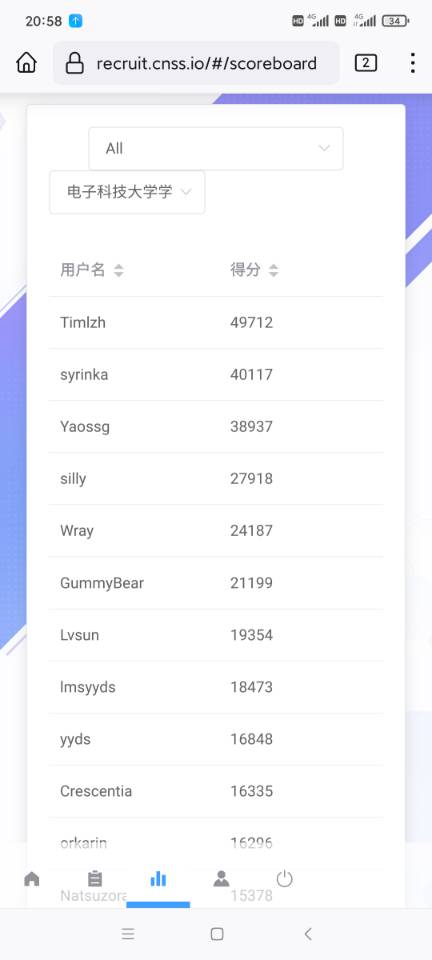 20:58 HD 4G HD 4G 34
recruit.cnss.io/#/scoreboard 2
All
电子科技大学学
用户名 得分
Timlzh 49712
syrinka 40117
Yaossg 38937
silly 27918
Wray 24187
GummyBear 21199
Lvsun 19354
lmsyyds 18473
yyds 16848
Crescentia 16335
orkarin 16296
Natsuzora 15378